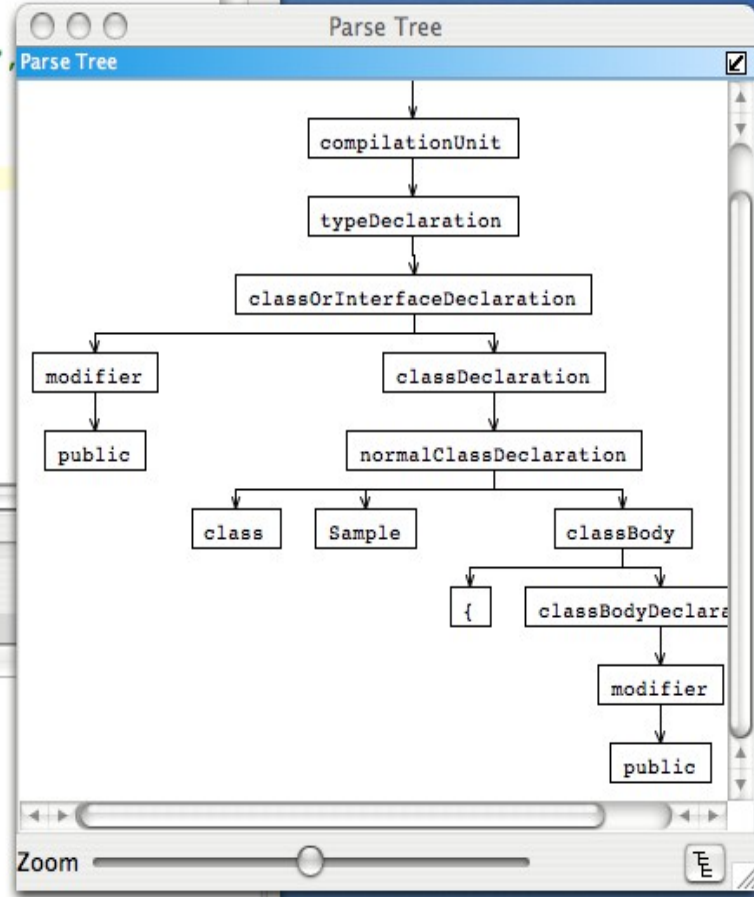 Parse Tree
Parse Tree
compilationUnit
typeDeclaration
classOrInterfaceDeclaration
modifier classDeclaration
public normalClassDeclaration
class Sample classBody
{ classBodyDeclara
modifier
public
Zoom